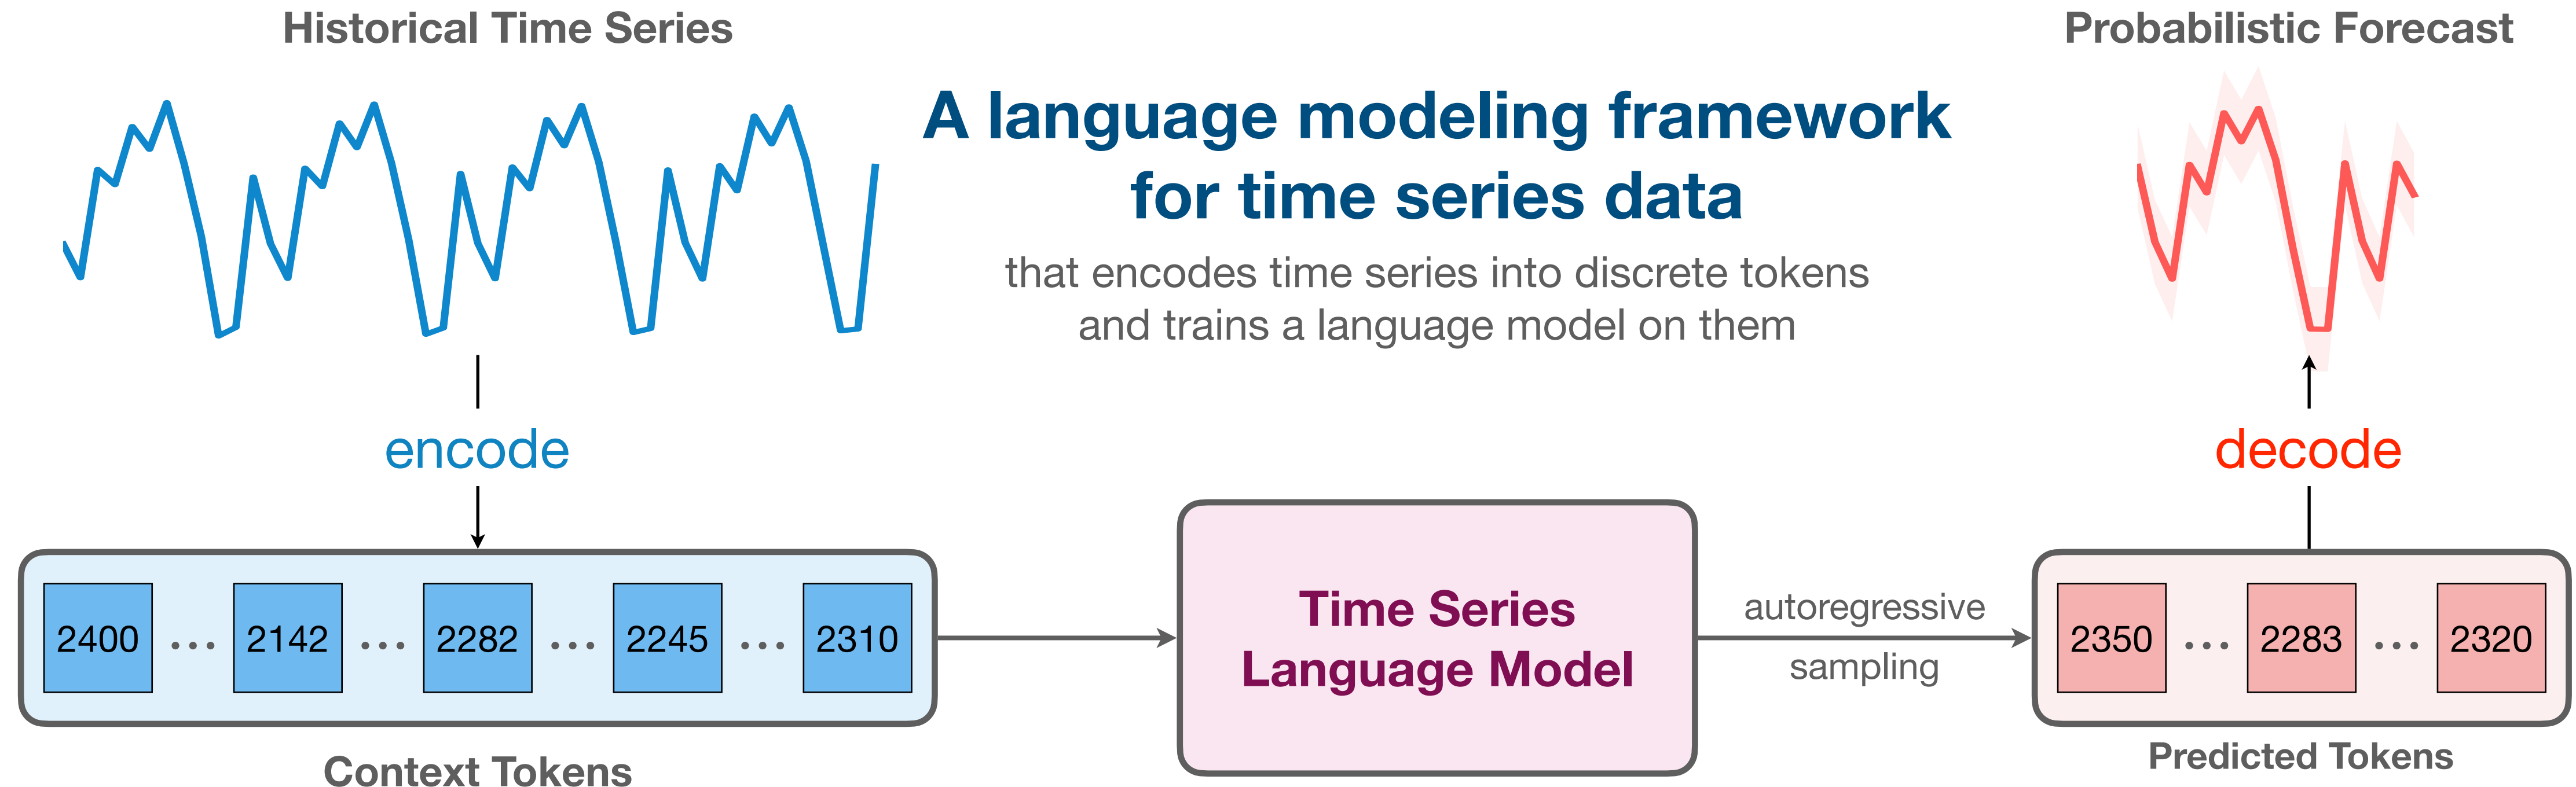 Historical Time Series
Probabilistic Forecast
A language modeling framework
for time series data
that encodes time series into discrete tokens
and trains a language model on them
encode
decode
2400 ... 2142 ... 2282 ... 2245 ... 2310
Time Series
Language Model
autoregressive
sampling
2350 ... 2283 ... 2320
Context Tokens
Predicted Tokens